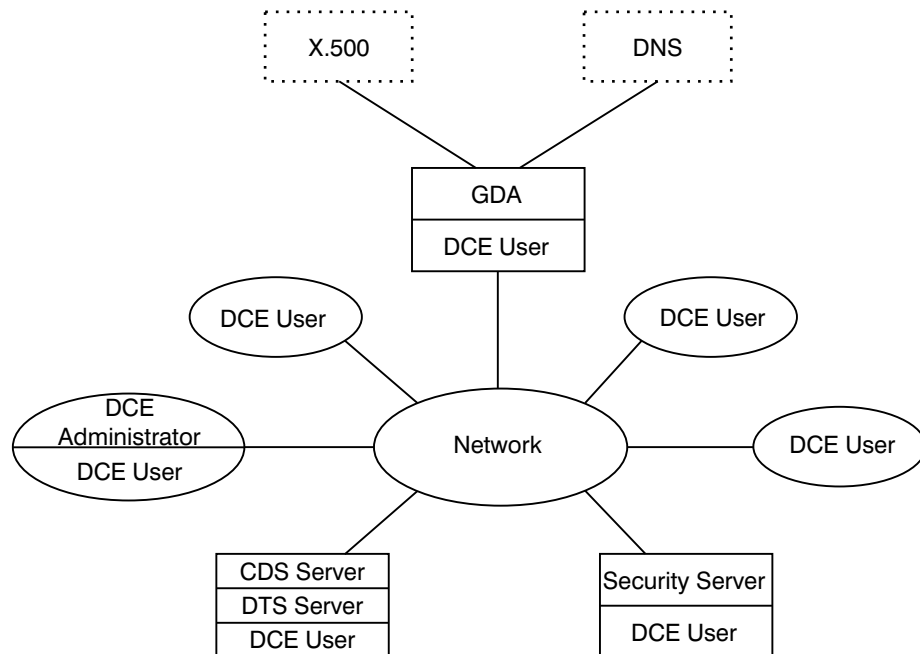 X.500
DNS
GDA
DCE User
DCE User
DCE User
DCE
Administrator
DCE User
Network
DCE User
CDS Server
DTS Server
DCE User
Security Server
DCE User